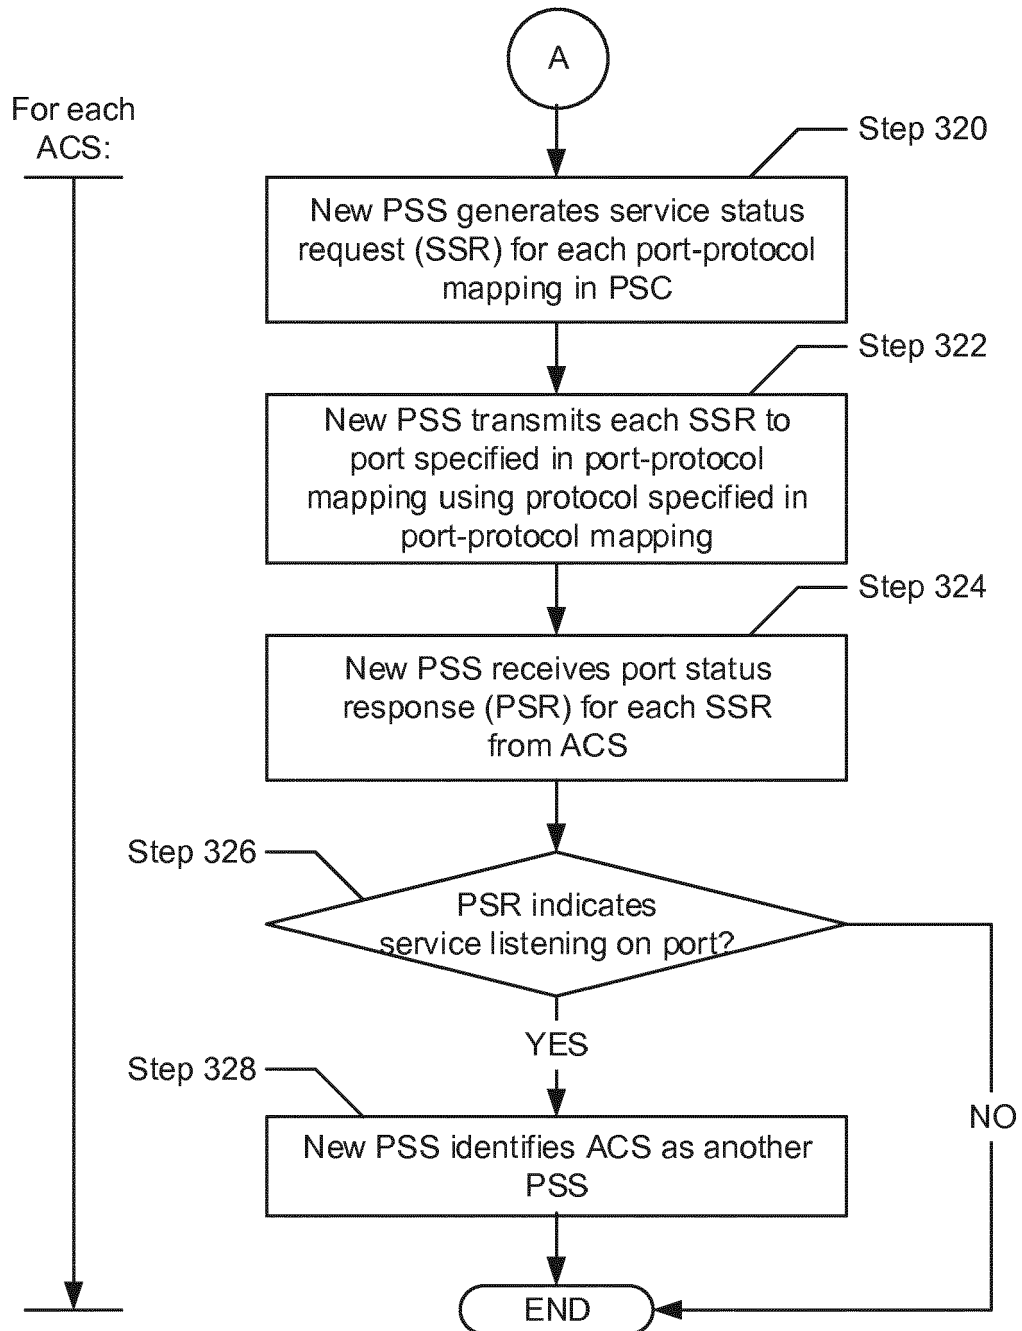 A
For each
ACS:
Step 320
New PSS generates service status
request (SSR) for each port-protocol
mapping in PSC
Step 322
New PSS transmits each SSR to
port specified in port-protocol
mapping using protocol specified in
port-protocol mapping
Step 324
New PSS receives port status
response (PSR) for each SSR
from ACS
Step 326
PSR indicates
service listening on port?
YES
Step 328
NO
New PSS identifies ACS as another
PSS
END